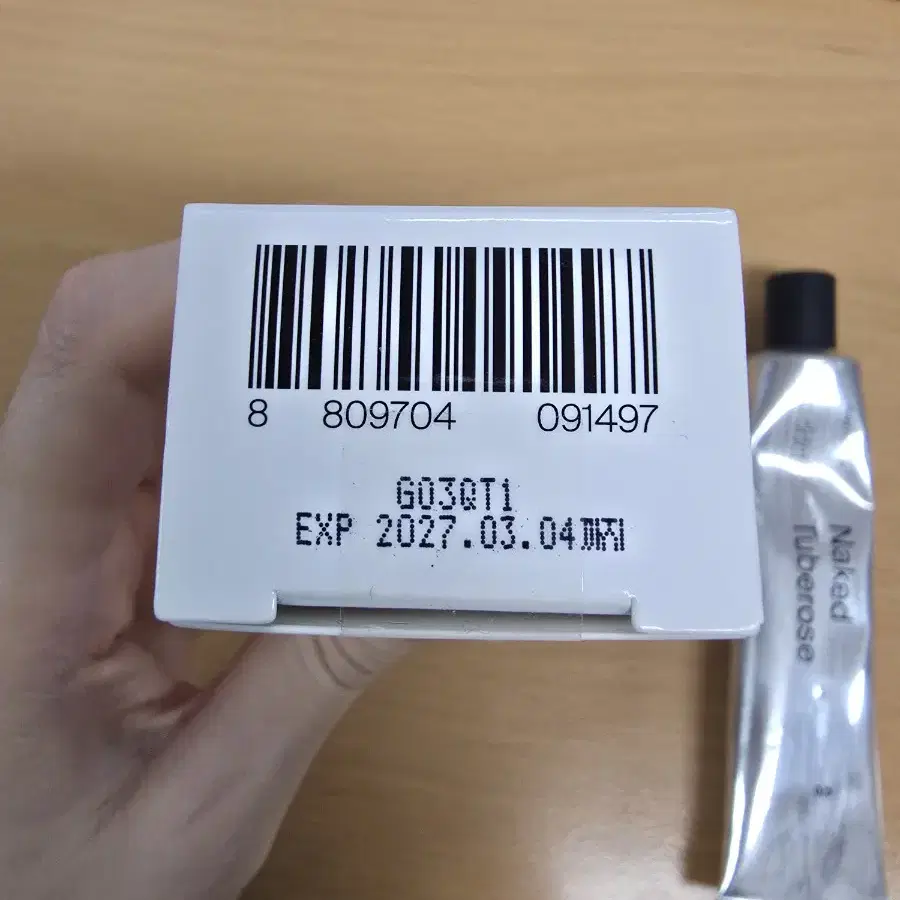 8 809704 091497
G03QT1
EXP 2027.03.04까지
Naked
Tuberose